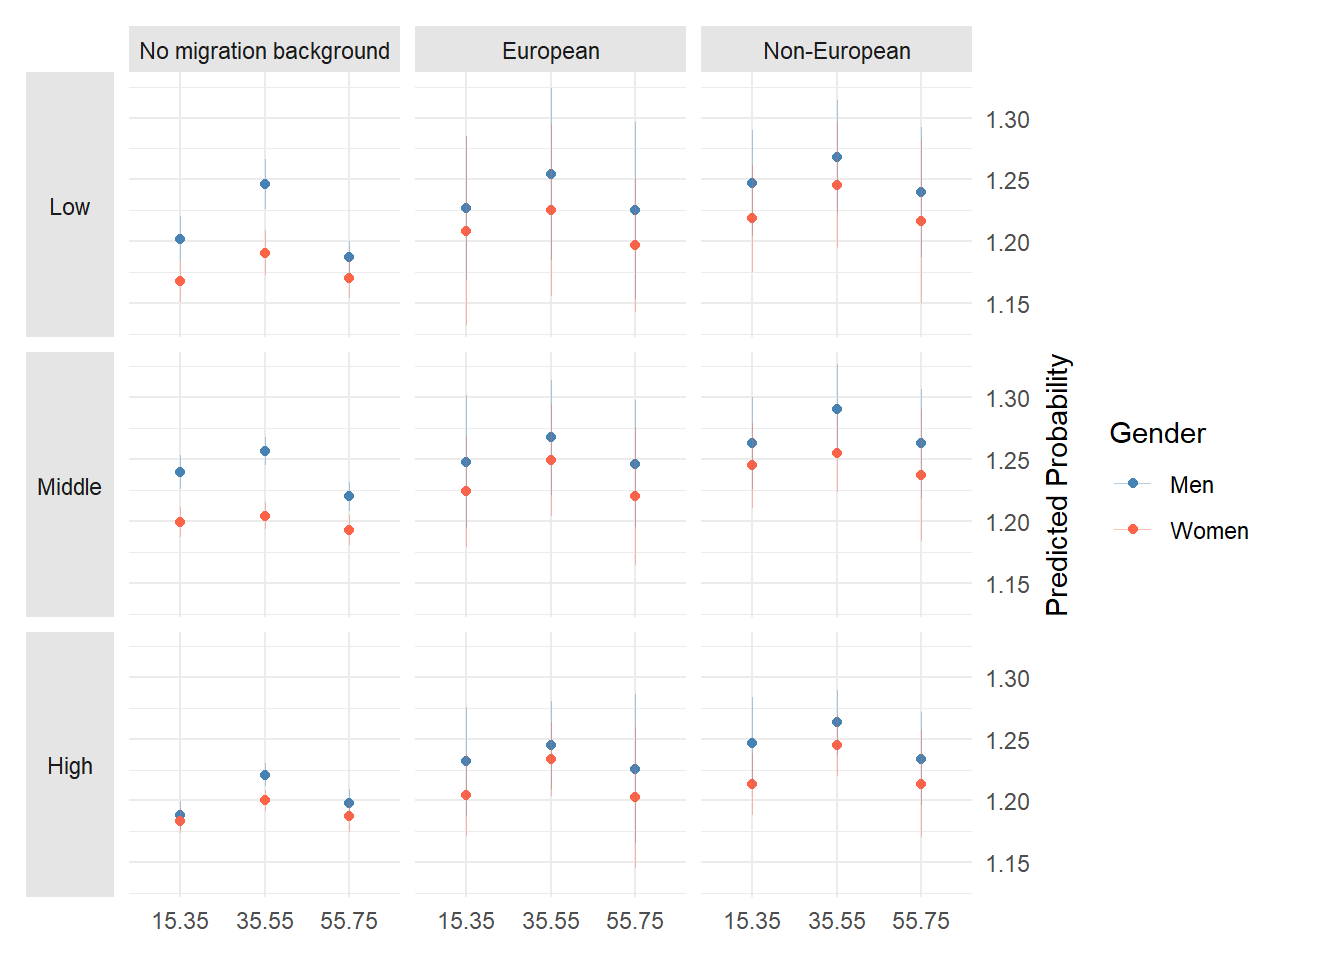 No migration background
European
Non-European
Low
1.30
1.25
1.20
1.15
Middle
1.30
1.25
1.20
1.15
Predicted Probability
Gender
Men
Women
High
1.30
1.25
1.20
1.15
15.35 35.55 55.75
15.35 35.55 55.75
15.35 35.55 55.75